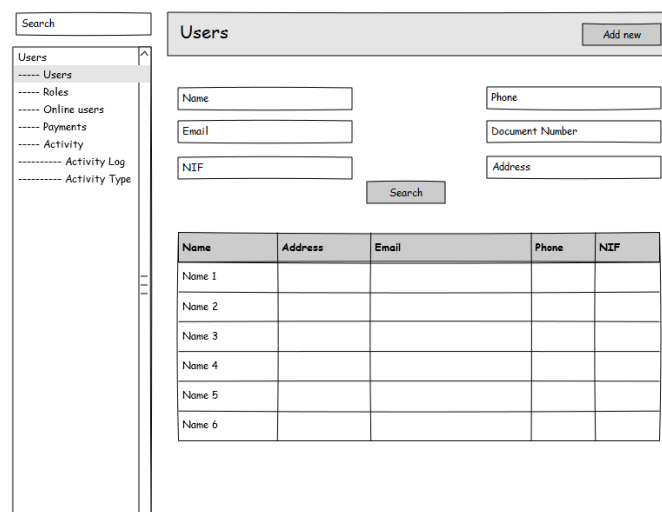 Search
Users
----- Users
----- Roles
----- Online users
----- Payments
----- Activity
---------- Activity Log
---------- Activity Type
Users
Add new
Name
Phone
Email
Document Number
NIF
Address
Search
Name Address Email Phone NIF
Name 1
Name 2
Name 3
Name 4
Name 5
Name 6